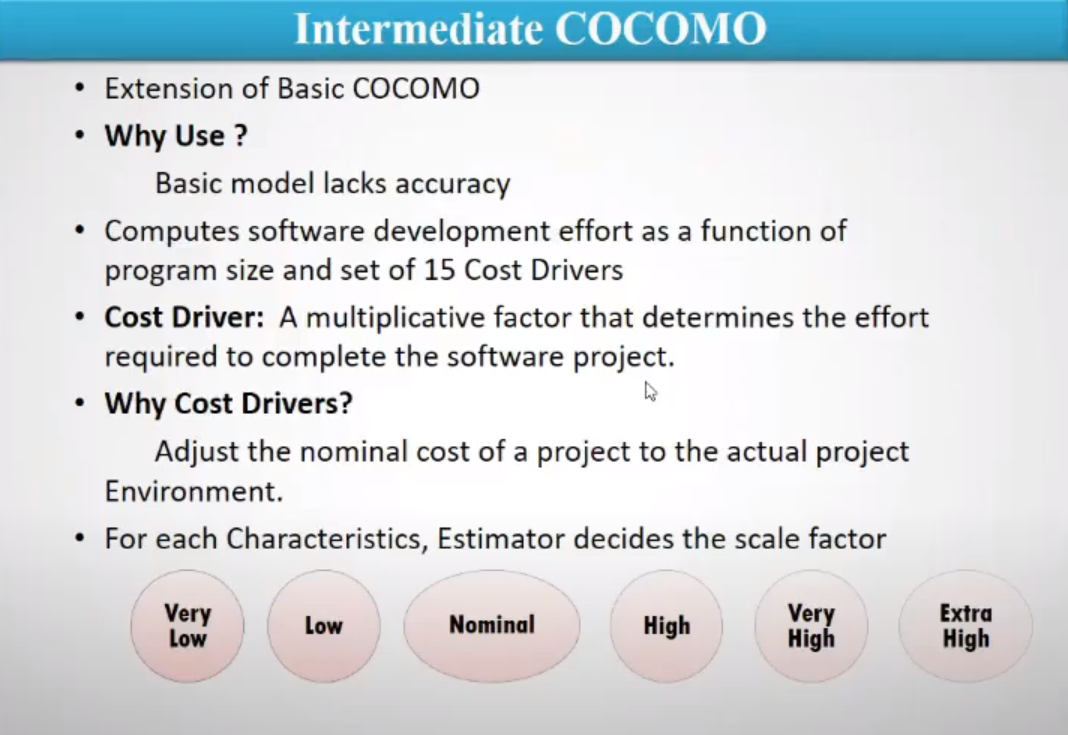 Intermediate COCOMO
• Extension of Basic COCOMO
• Why Use ?
Basic model lacks accuracy
• Computes software development effort as a function of
program size and set of 15 Cost Drivers
• Cost Driver: A multiplicative factor that determines the effort
required to complete the software project.
• Why Cost Drivers?
Adjust the nominal cost of a project to the actual project
Environment.
• For each Characteristics, Estimator decides the scale factor
Very Low
Low
Nominal
High
Very High
Extra High